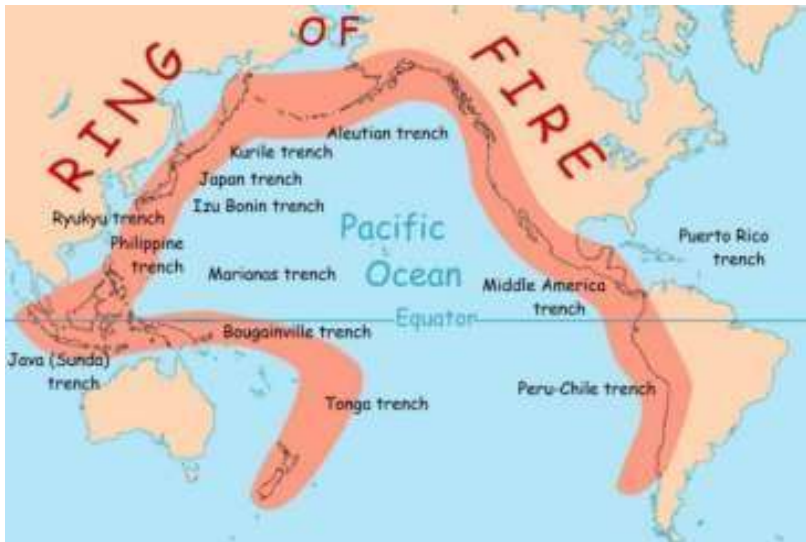 RING OF FIRE
Aleutian trench
Kurile trench
Japan trench
Izu Bonin trench
Ryukyu trench
Philippine
trench
Marianas trench
Pacific
Ocean
Equator
Puerto Rico
trench
Middle America
trench
Bougainville trench
Java (Sunda)
trench
Tonga trench
Peru-Chile trench